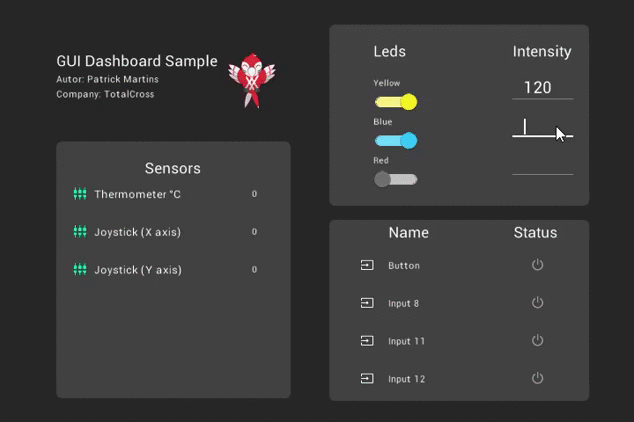 GUI Dashboard Sample
Autor: Patrick Martins
Company: TotalCross
Sensors
Thermometer °C 0
Joystick (X axis) 0
Joystick (Y axis) 0
Leds Intensity
Yellow
120
Blue
Red
Name Status
Button
Input 8
Input 11
Input 12